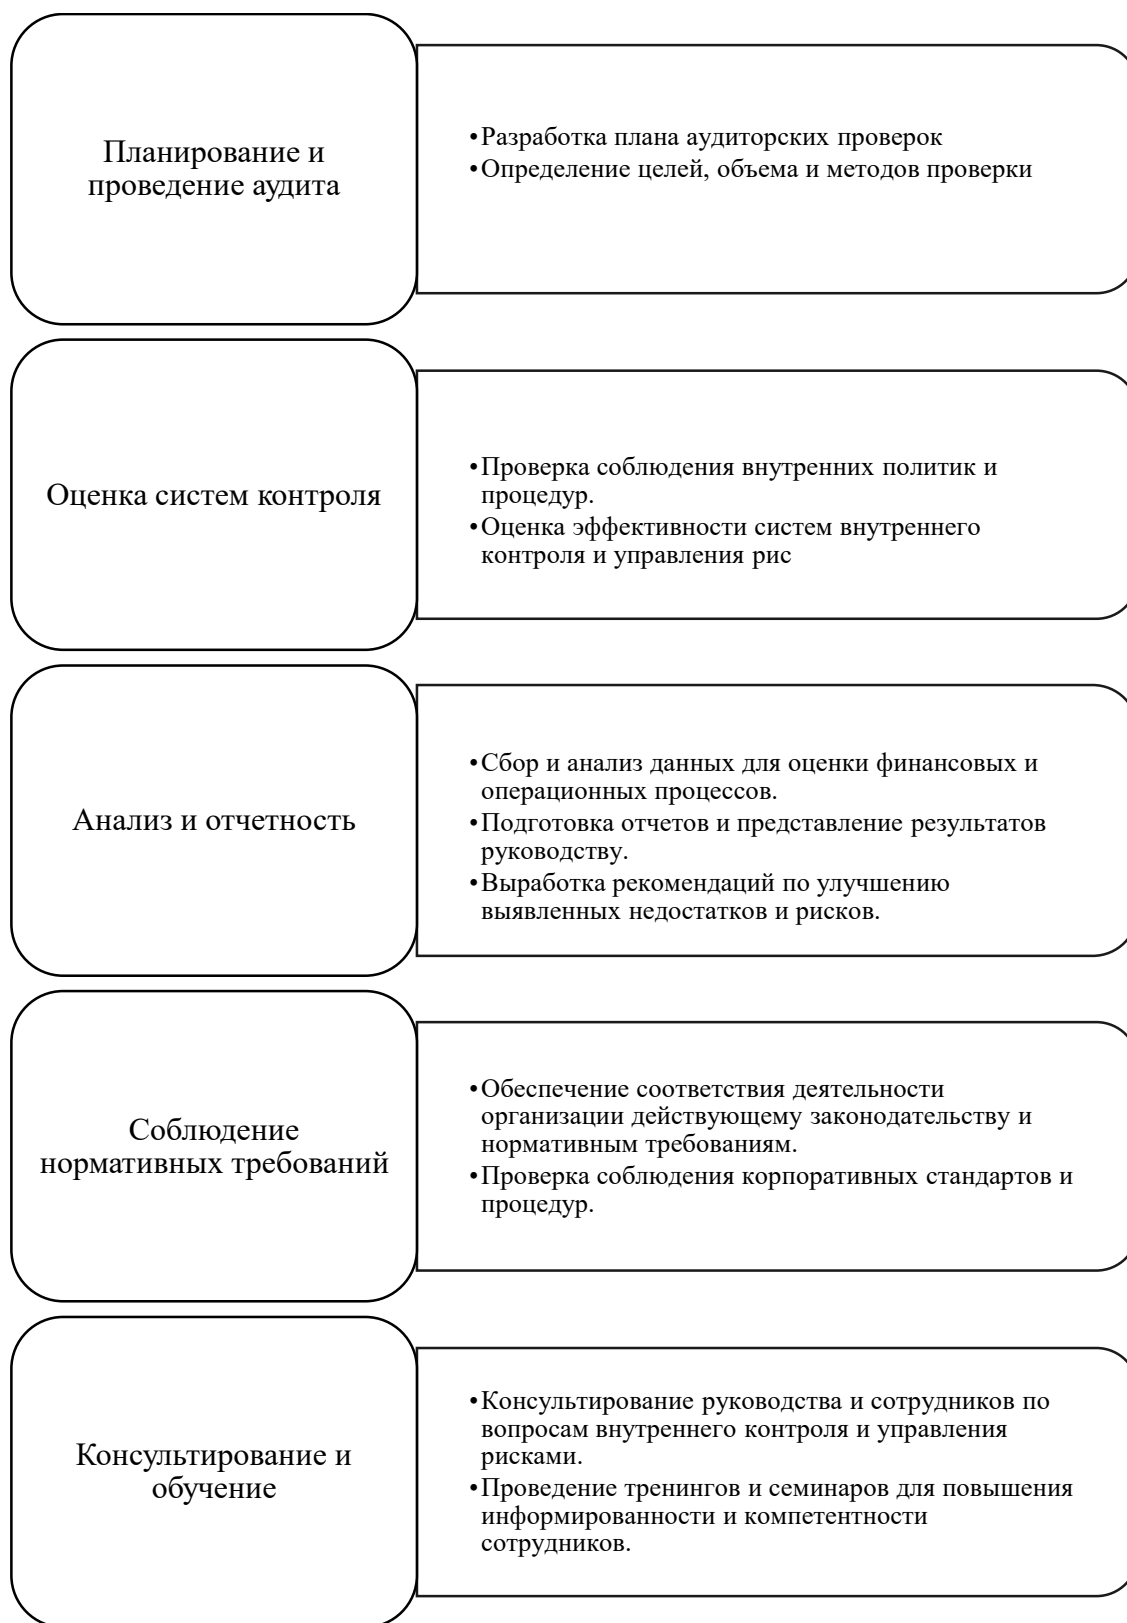 Планирование и
проведение аудита
•Разработка плана аудиторских проверок
•Определение целей, объема и методов проверки
Оценка систем контроля
•Проверка соблюдения внутренних политик и
процедур.
•Оценка эффективности систем внутреннего
контроля и управления рис
Анализ и отчетность
•Сбор и анализ данных для оценки финансовых и
операционных процессов.
•Подготовка отчетов и представление результатов
руководству.
•Выработка рекомендаций по улучшению
выявленных недостатков и рисков.
Соблюдение
нормативных требований
•Обеспечение соответствия деятельности
организации действующему законодательству и
нормативным требованиям.
•Проверка соблюдения корпоративных стандартов и
процедур.
Консультирование и
обучение
•Консультирование руководства и сотрудников по
вопросам внутреннего контроля и управления
рисками.
•Проведение тренингов и семинаров для повышения
информированности и компетентности
сотрудников.